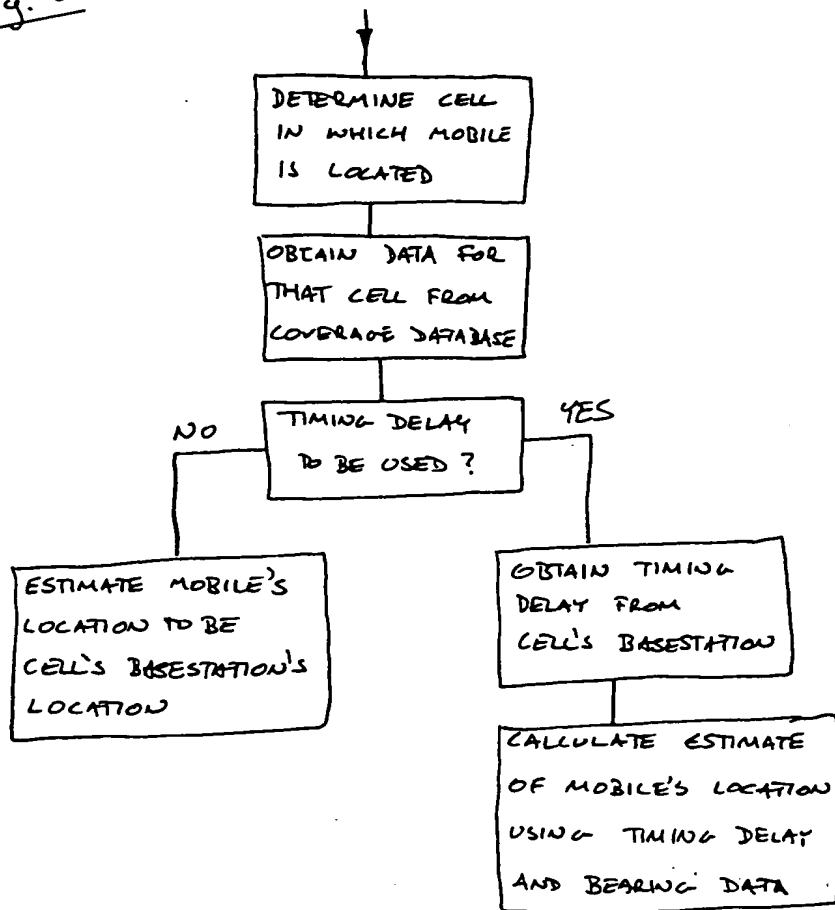 DETERMINE CELL
IN WHICH MOBILE
IS LOCATED
OBTAIN DATA FOR
THAT CELL FROM
COVERAGE DATABASE
TIMING DELAY
TO BE USED ?
NO
YES
ESTIMATE MOBILE'S
LOCATION TO BE
CELL'S BASESTATION'S
LOCATION
OBTAIN TIMING
DELAY FROM
CELL'S BASESTATION
CALCULATE ESTIMATE
OF MOBILE'S LOCATION
USING TIMING DELAY
AND BEARING DATA